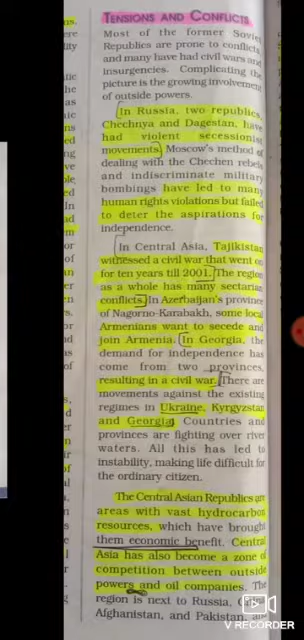 TENSIONS AND CONFLICTS
Most of the former Soviet
Republics are prone to conflicts,
and many have had civil wars and
insurgencies. Complicating the
picture is the growing involvement
of outside powers.
In Russia, two republics,
Chechnya and Dagestan, have
had violent secessionist
movements. Moscow's method of
dealing with the Chechen rebels
and indiscriminate military
bombings have led to many
human rights violations but failed
to deter the aspirations for
independence.
In Central Asia, Tajikistan
witnessed a civil war that went on
for ten years till 2001. The region
as a whole has many sectarian
conflicts. In Azerbaijan's province
of Nagorno-Karabakh, some local
Armenians want to secede and
join Armenia. In Georgia, the
demand for independence has
come from two provinces,
resulting in a civil war. There are
movements against the existing
regimes in Ukraine, Kyrgyzstan
and Georgia. Countries and
provinces are fighting over river
waters. All this has led to
instability, making life difficult for
the ordinary citizen.
The Central Asian Republics are
areas with vast hydrocarbon
resources, which have brought
them economic benefit. Central
Asia has also become a zone of
competition between outside
powers and oil companies. The
region is next to Russia,
Afghanistan, and Pakistan, and
V RECORDER